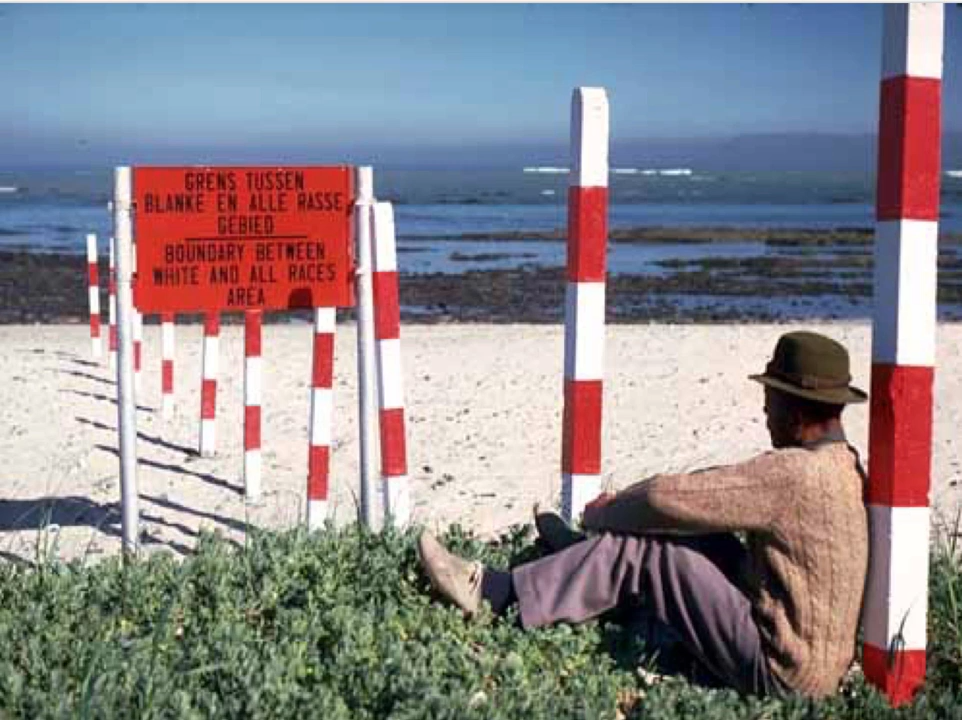 GRENS TUSSEN
BLANKE EN ALLE RASSE
GEBIED
BOUNDARY BETWEEN
WHITE AND ALL RACES
AREA